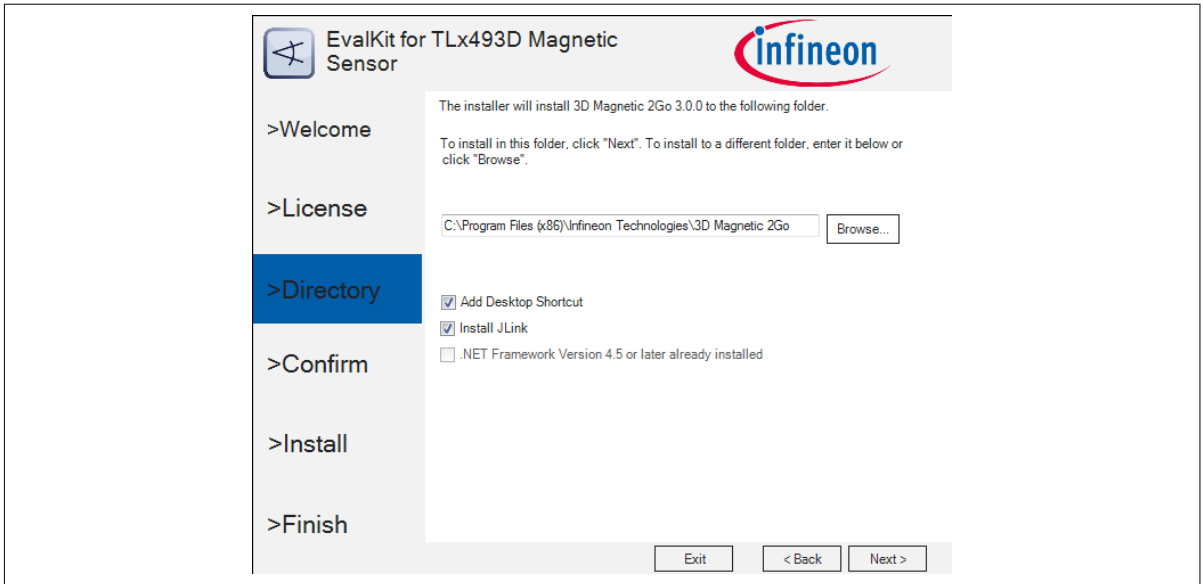 EvalKit for TLx493D Magnetic
Sensor
infineon
>Welcome
>License
>Directory
>Confirm
>Install
>Finish
The installer will install 3D Magnetic 2Go 3.0.0 to the following folder.
To install in this folder, click "Next". To install to a different folder, enter it below or
click "Browse".
C:\Program Files (x86)\Infineon Technologies\3D Magnetic 2Go
Browse...
Add Desktop Shortcut
Install JLink
.NET Framework Version 4.5 or later already installed
Exit
< Back
Next >